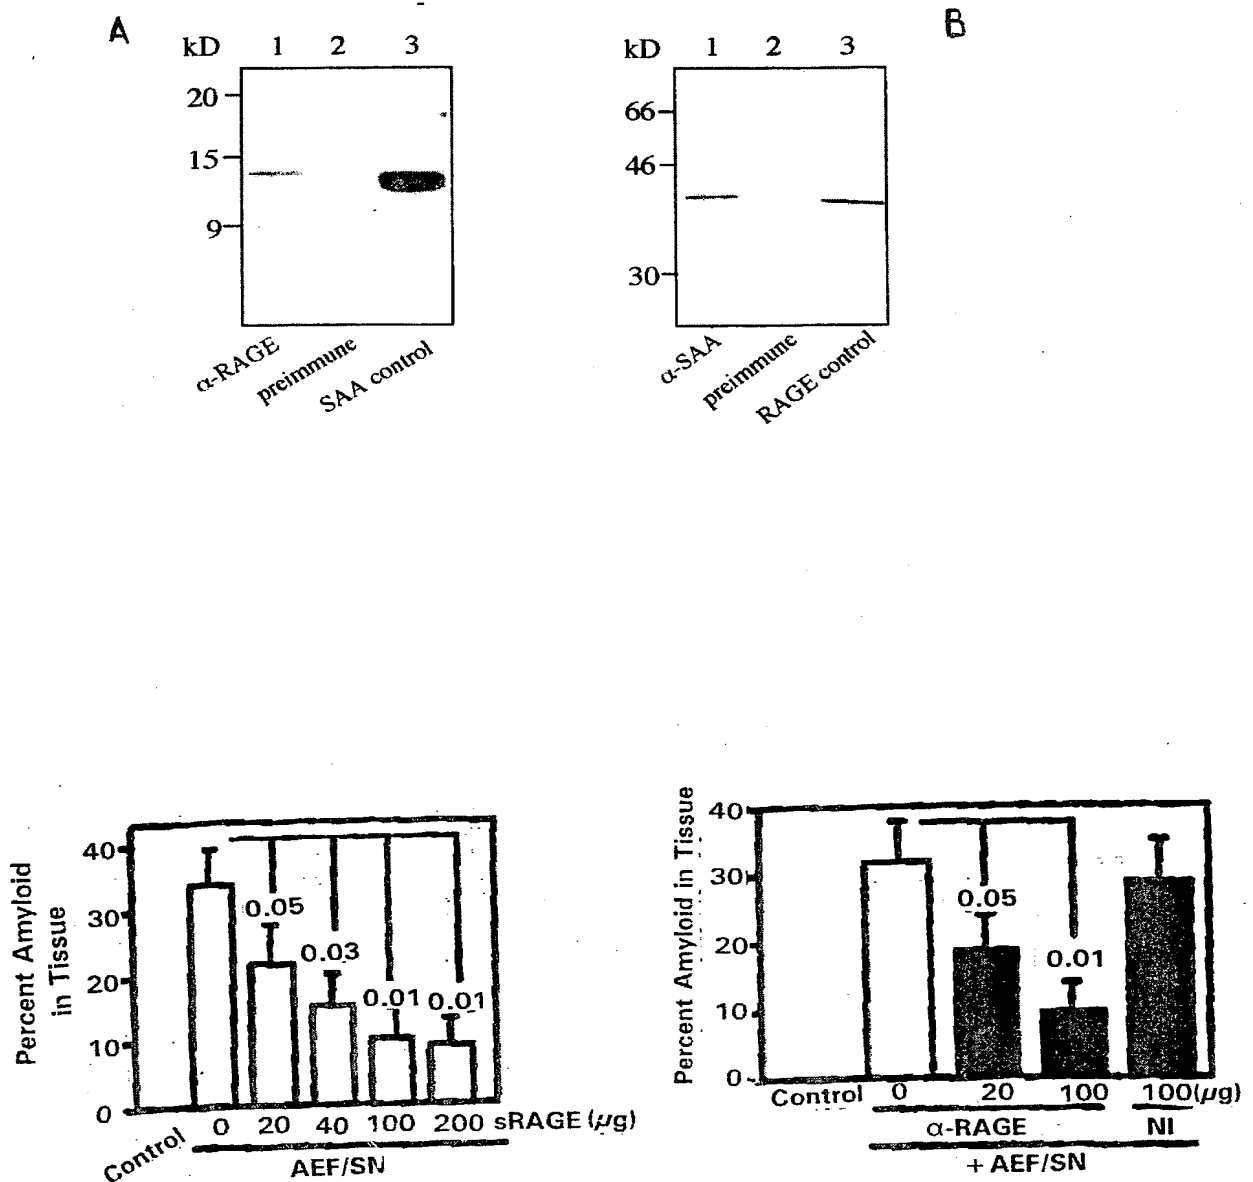 A
kD 1 2 3
20
15
9
α-RAGE
preimmune
SAA control
B
kD 1 2 3
66
46
30
α-SAA
preimmune
RAGE control
Percent Amyloid
in Tissue
40
30
20
10
0
0.05
0.03
0.01 0.01
Control 0 20 40 100 200 sRAGE (µg)
AEF/SN
Percent Amyloid in Tissue
40
30
20
10
0
0.05
0.01
Control 0 20 100 100(µg)
α-RAGE NI
+ AEF/SN